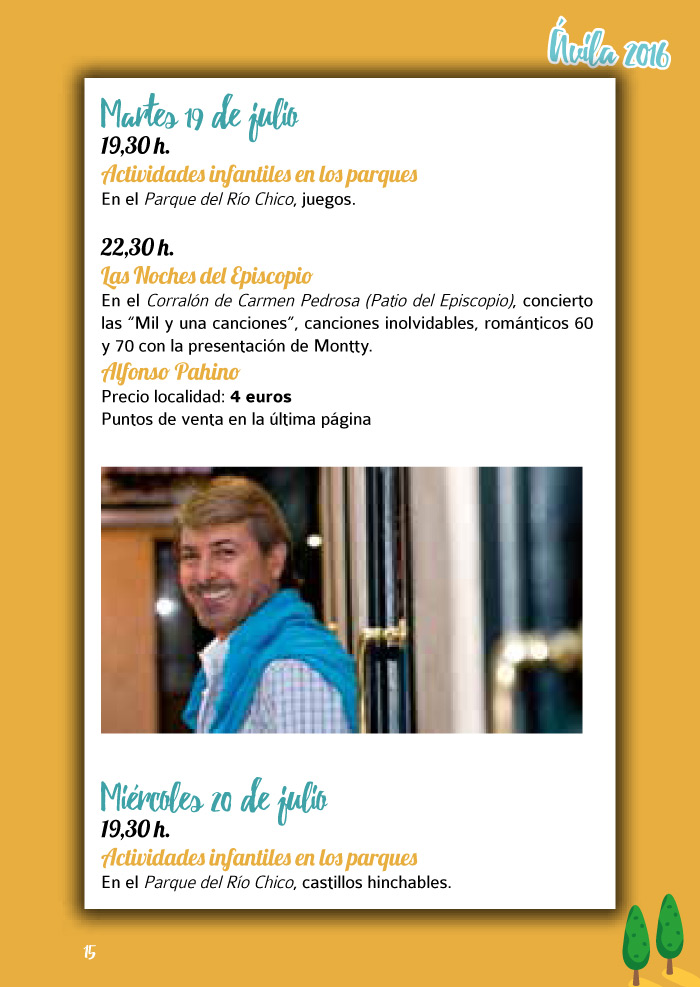 Ávila 2016
Martes 19 de julio
19,30 h.
Actividades infantiles en los parques
En el Parque del Río Chico, juegos.
22,30 h.
Las Noches del Episcopio
En el Corralón de Carmen Pedrosa (Patio del Episcopio), concierto
las “Mil y una canciones”, canciones inolvidables, románticos 60
y 70 con la presentación de Montty.
Alfonso Pahino
Precio localidad: 4 euros
Puntos de venta en la última página
Miércoles 20 de julio
19,30 h.
Actividades infantiles en los parques
En el Parque del Río Chico, castillos hinchables.
15